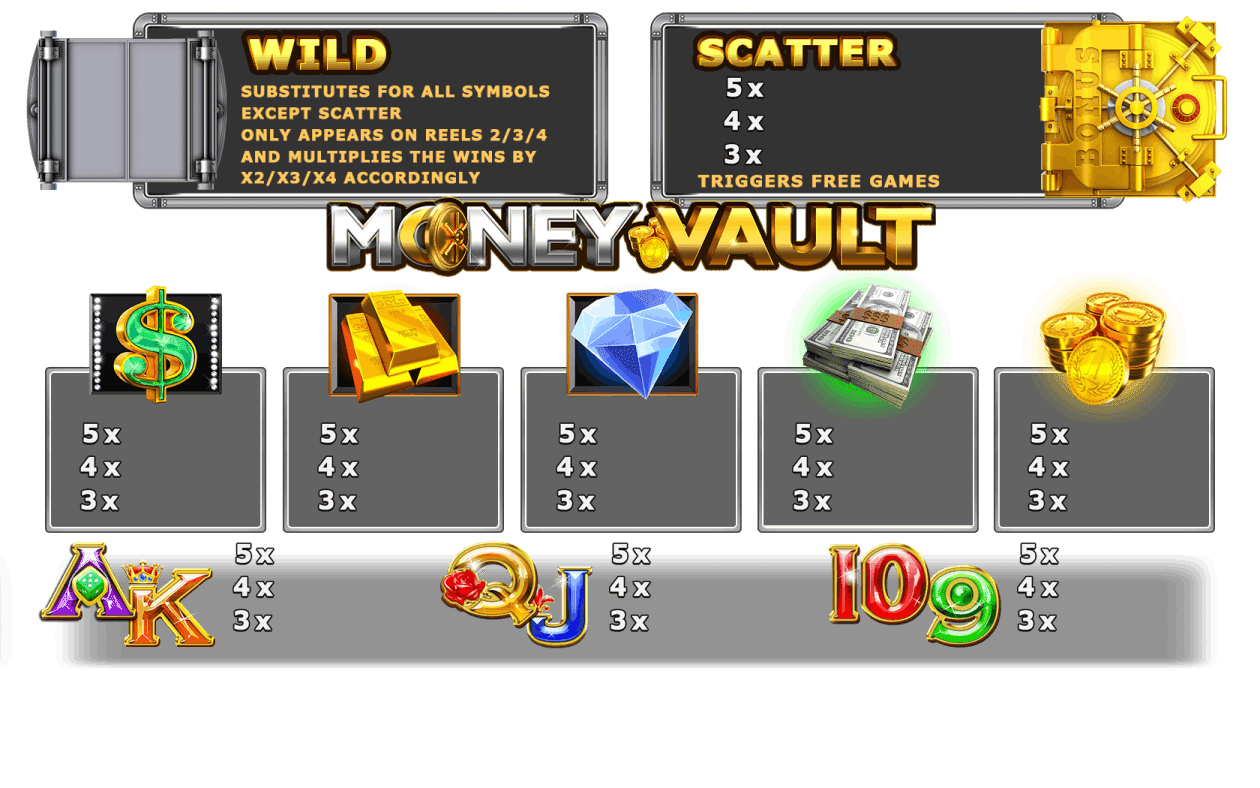 WILD
SUBSTITUTES FOR ALL SYMBOLS
EXCEPT SCATTER
ONLY APPEARS ON REELS 2/3/4
AND MULTIPLIES THE WINS BY
X2/X3/X4 ACCORDINGLY
SCATTER
5x
4x
3x
TRIGGERS FREE GAMES
BONUS
MONEY VAULT
$
5x
4x
3x
5x
4x
3x
5x
4x
3x
5x
4x
3x
5x
4x
3x
A K
5x
4x
3x
Q J
5x
4x
3x
10 9
5x
4x
3x